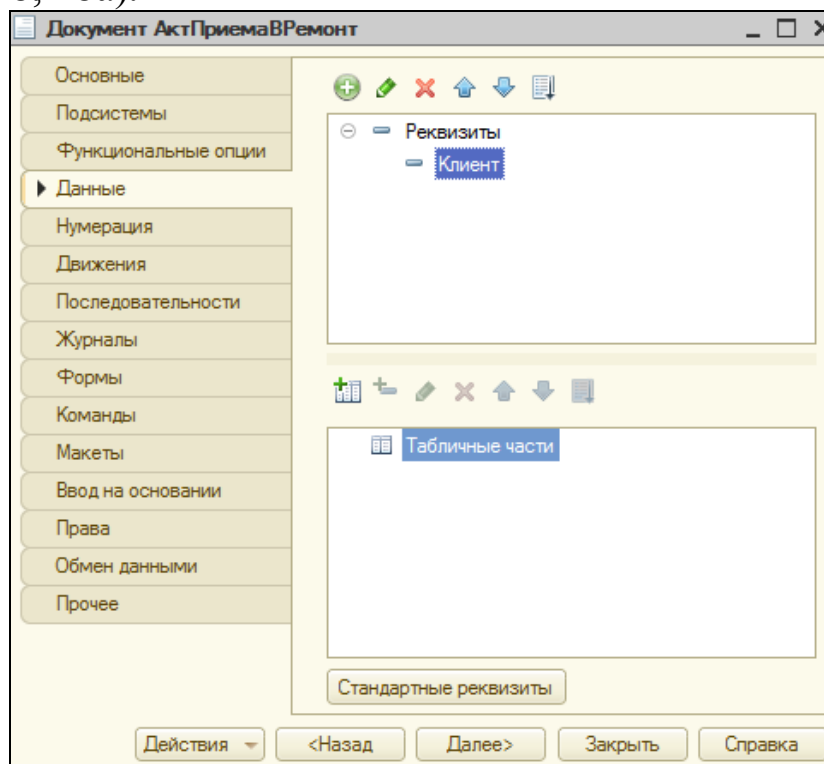 Документ АктПриемаВРемонт
Основные
Подсистемы
Функциональные опции
Данные
Нумерация
Движения
Последовательности
Журналы
Формы
Команды
Макеты
Ввод на основании
Права
Обмен данными
Прочее
Реквизиты
Клиент
Табличные части
Стандартные реквизиты
Действия
<Назад
Далее>
Закрыть
Справка